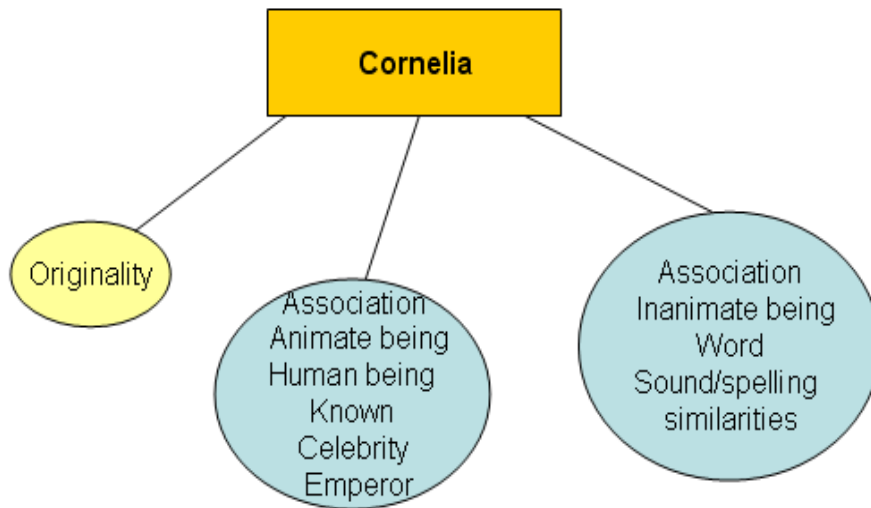 Cornelia
Originality
Association
Animate being
Human being
Known
Celebrity
Emperor
Association
Inanimate being
Word
Sound/spelling
similarities